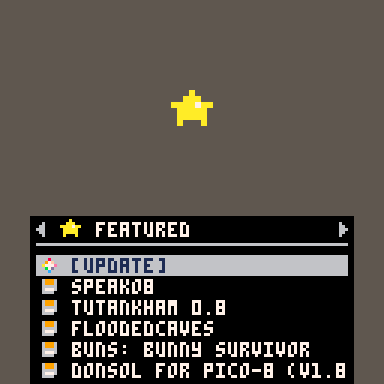 FEATURED
[UPDATE]
SPEAKO8
TUTANKHAM 0.8
FLOODEDCAVES
BUNS: BUNNY SURVIVOR
DONSOL FOR PICO-8 (V1.8